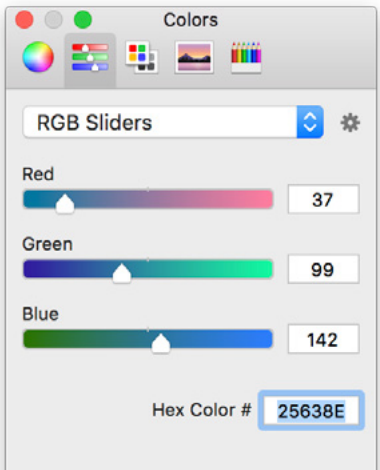 Colors
RGB Sliders
Red
37
Green
99
Blue
142
Hex Color # 25638E